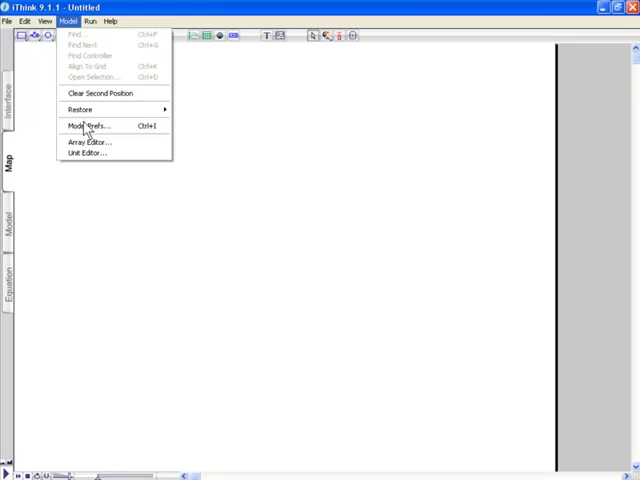 iThink 9.1.1 - Untitled
File Edit View Model Run Help
Find... Ctrl+F
Find Next Ctrl+G
Find Controller
Align To Grid Ctrl+K
Open Selection... Ctrl+D
Clear Second Position
Restore
Model Prefs... Ctrl+I
Array Editor...
Unit Editor...
T
Interface
Map
Model
Equation